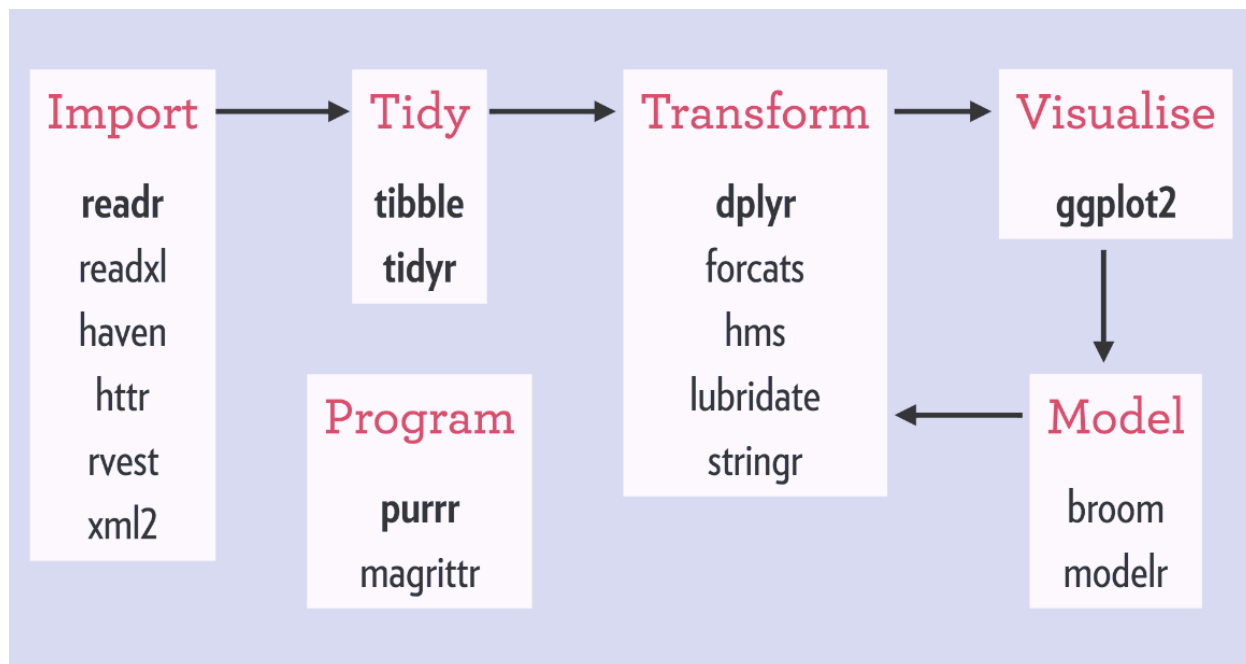 Import
readr
readxl
haven
httr
rvest
xml2
Tidy
tibble
tidyr
Program
purrr
magrittr
Transform
dplyr
forcats
hms
lubridate
stringr
Visualise
ggplot2
Model
broom
modelr